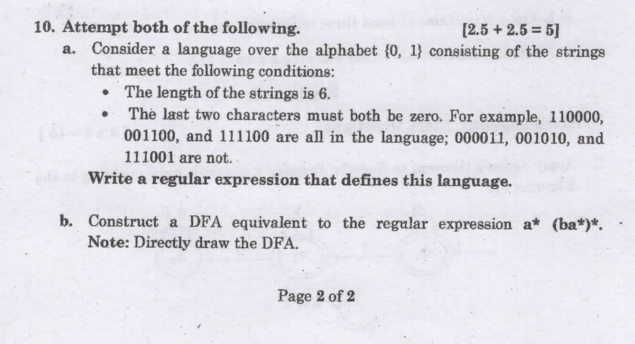 10. Attempt both of the following. [2.5 + 2.5 = 5]
a. Consider a language over the alphabet {0, 1} consisting of the strings
that meet the following conditions:
• The length of the strings is 6.
• The last two characters must both be zero. For example, 110000,
001100, and 111100 are all in the language; 000011, 001010, and
111001 are not.
Write a regular expression that defines this language.
b. Construct a DFA equivalent to the regular expression a* (ba*)*.
Note: Directly draw the DFA.
Page 2 of 2